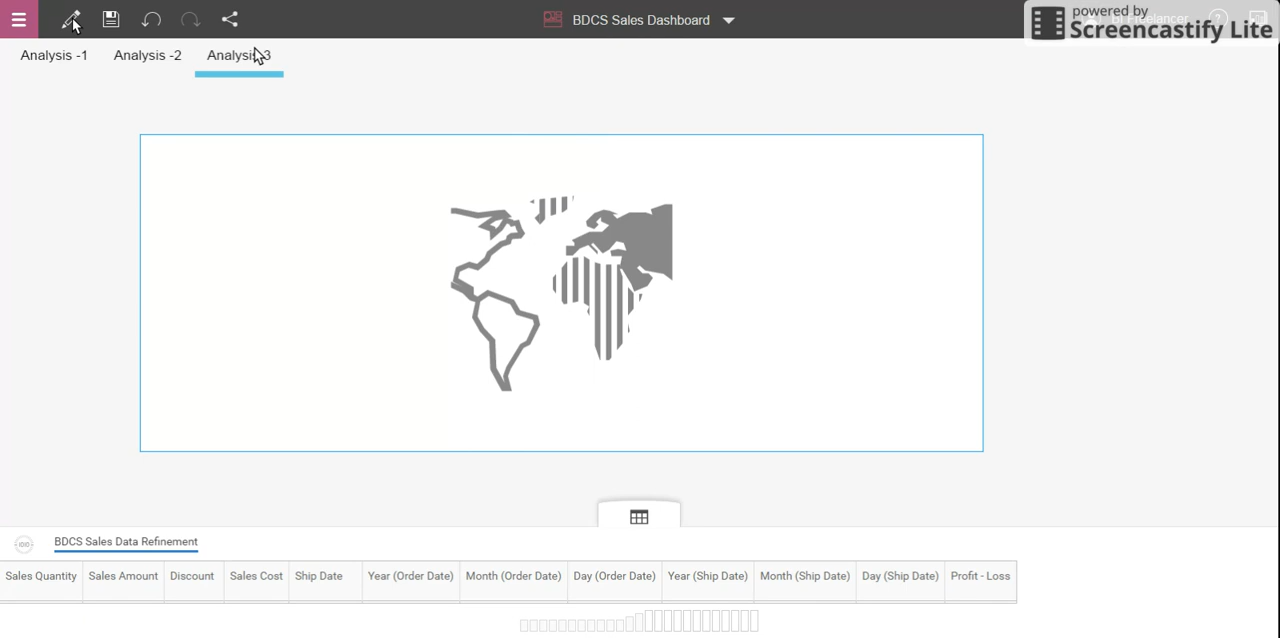 BDCS Sales Dashboard
powered by
Screencastify Lite
BI Freelancer
Analysis -1
Analysis -2
Analysis -3
BDCS Sales Data Refinement
Sales Quantity
Sales Amount
Discount
Sales Cost
Ship Date
Year (Order Date)
Month (Order Date)
Day (Order Date)
Year (Ship Date)
Month (Ship Date)
Day (Ship Date)
Profit - Loss